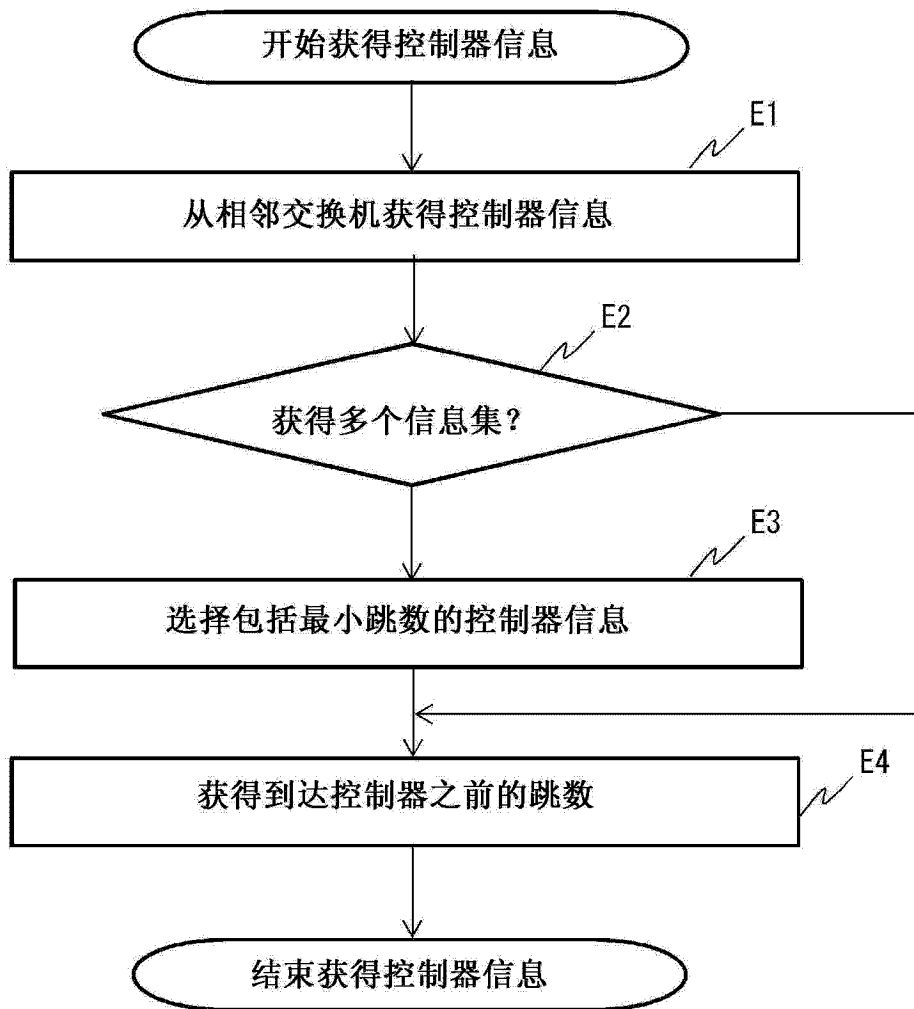 开始获得控制器信息
E1
从相邻交换机获得控制器信息
E2
获得多个信息集?
E3
选择包括最小跳数的控制器信息
E4
获得到达控制器之前的跳数
结束获得控制器信息